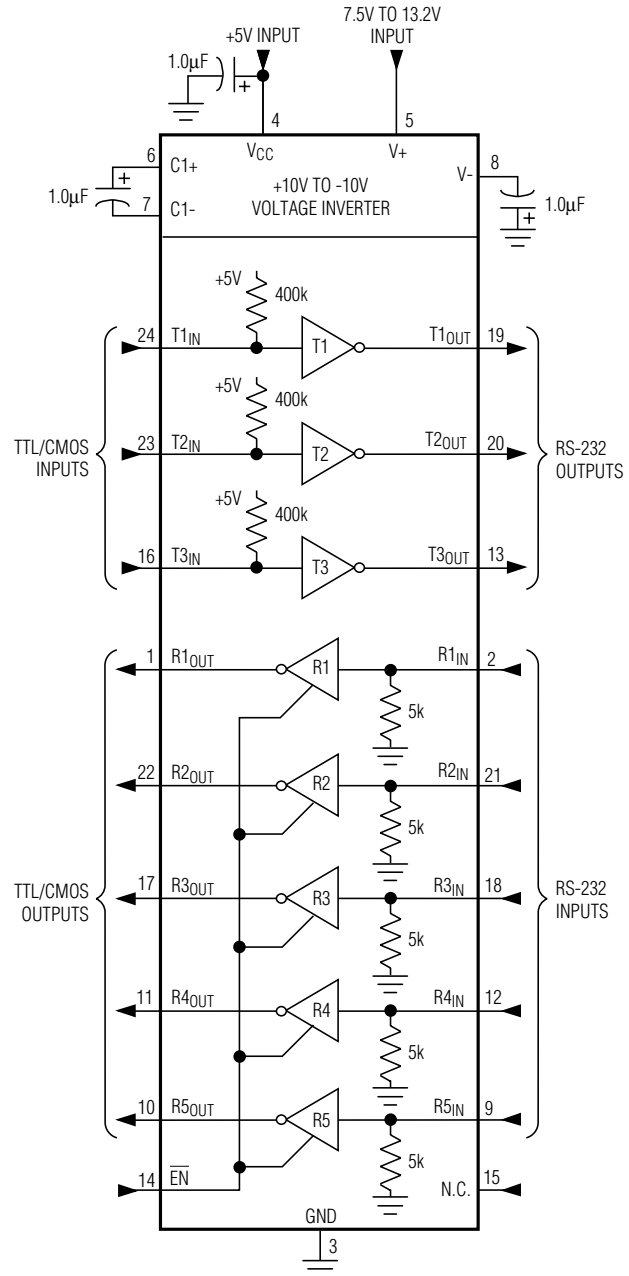 7.5V TO 13.2V
INPUT
+5V INPUT
1.0µF
+
4
5
VCC
V+
6
C1+
+
1.0µF
7
C1-
+10V TO -10V
VOLTAGE INVERTER
V-
8
1.0µF
+
+5V
400k
24
T1IN
T1
T1OUT
19
+5V
400k
TTL/CMOS
INPUTS
23
T2IN
T2
T2OUT
20
RS-232
OUTPUTS
+5V
400k
16
T3IN
T3
T3OUT
13
1
R1OUT
R1
R1IN
2
5k
22
R2OUT
R2
R2IN
21
5k
TTL/CMOS
OUTPUTS
17
R3OUT
R3
R3IN
18
RS-232
INPUTS
5k
11
R4OUT
R4
R4IN
12
5k
10
R5OUT
R5
R5IN
9
5k
14
EN
N.C.
15
GND
3